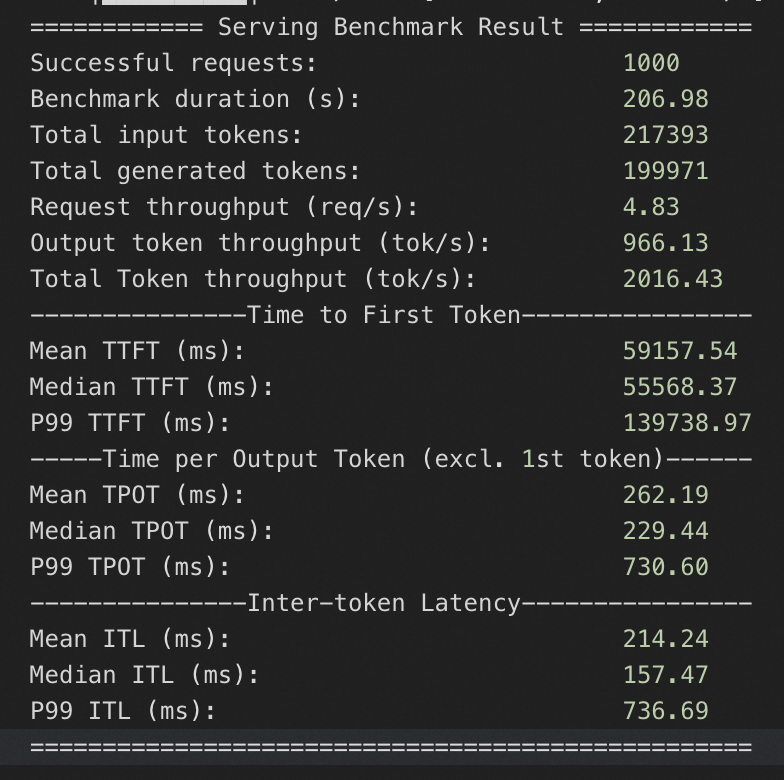 ============ Serving Benchmark Result ============
Successful requests: 1000
Benchmark duration (s): 206.98
Total input tokens: 217393
Total generated tokens: 199971
Request throughput (req/s): 4.83
Output token throughput (tok/s): 966.13
Total Token throughput (tok/s): 2016.43
---------------Time to First Token----------------
Mean TTFT (ms): 59157.54
Median TTFT (ms): 55568.37
P99 TTFT (ms): 139738.97
-----Time per Output Token (excl. 1st token)------
Mean TPOT (ms): 262.19
Median TPOT (ms): 229.44
P99 TPOT (ms): 730.60
---------------Inter-token Latency----------------
Mean ITL (ms): 214.24
Median ITL (ms): 157.47
P99 ITL (ms): 736.69
==================================================